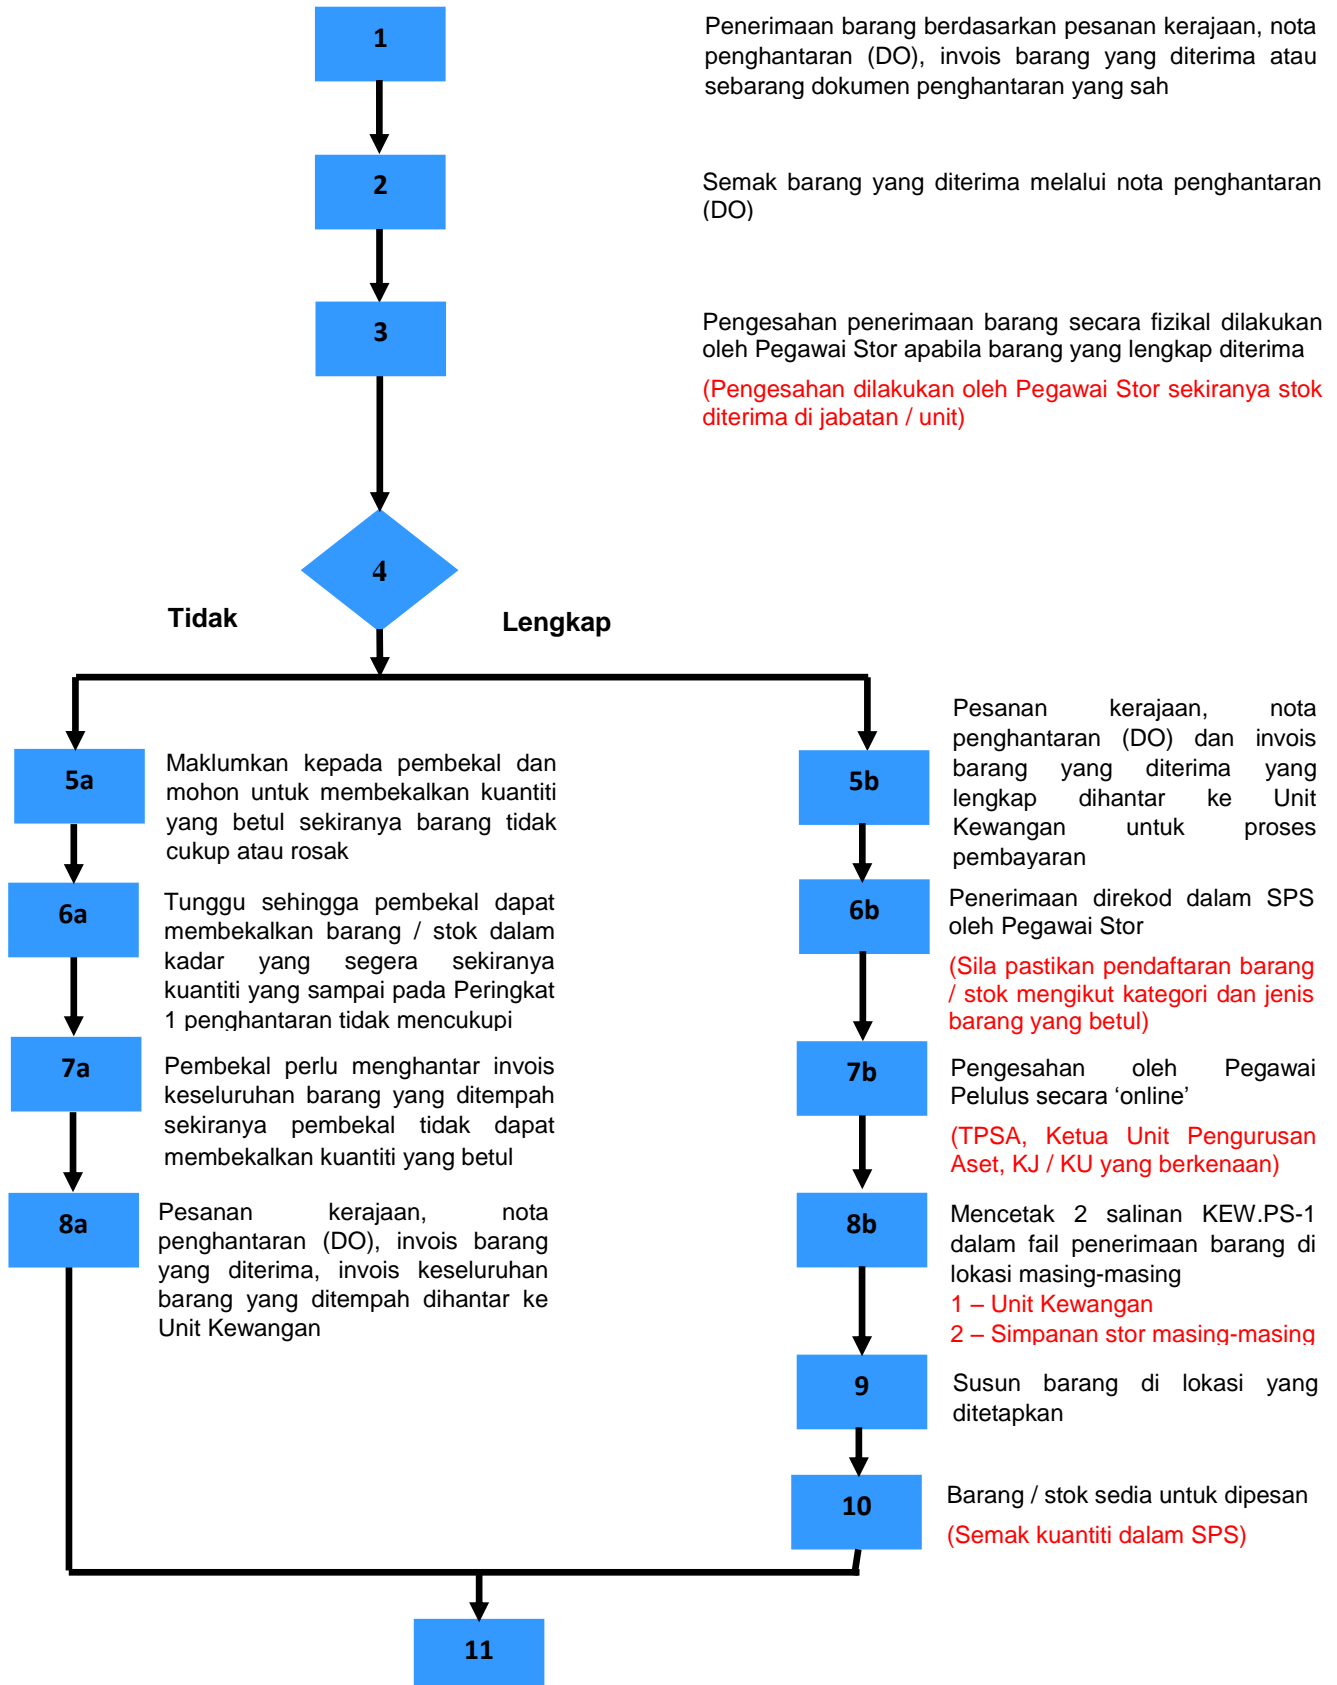 1
Penerimaan barang berdasarkan pesanan kerajaan, nota
penghantaran (DO), invois barang yang diterima atau
sebarang dokumen penghantaran yang sah
2
Semak barang yang diterima melalui nota penghantaran
(DO)
3
Pengesahan penerimaan barang secara fizikal dilakukan
oleh Pegawai Stor apabila barang yang lengkap diterima
(Pengesahan dilakukan oleh Pegawai Stor sekiranya stok
diterima di jabatan / unit)
4
Tidak
Lengkap
5a
Maklumkan kepada pembekal dan
mohon untuk membekalkan kuantiti
yang betul sekiranya barang tidak
cukup atau rosak
6a
Tunggu sehingga pembekal dapat
membekalkan barang / stok dalam
kadar yang segera sekiranya
kuantiti yang sampai pada Peringkat
1 penghantaran tidak mencukupi
7a
Pembekal perlu menghantar invois
keseluruhan barang yang ditempah
sekiranya pembekal tidak dapat
membekalkan kuantiti yang betul
8a
Pesanan kerajaan, nota
penghantaran (DO), invois barang
yang diterima, invois keseluruhan
barang yang ditempah dihantar ke
Unit Kewangan
5b
Pesanan kerajaan, nota
penghantaran (DO) dan invois
barang yang diterima yang
lengkap dihantar ke Unit
Kewangan untuk proses
pembayaran
6b
Penerimaan direkod dalam SPS
oleh Pegawai Stor
(Sila pastikan pendaftaran barang
/ stok mengikut kategori dan jenis
barang yang betul)
7b
Pengesahan oleh Pegawai
Pelulus secara ‘online’
(TPSA, Ketua Unit Pengurusan
Aset, KJ / KU yang berkenaan)
8b
Mencetak 2 salinan KEW.PS-1
dalam fail penerimaan barang di
lokasi masing-masing
1 – Unit Kewangan
2 – Simpanan stor masing-masing
9
Susun barang di lokasi yang
ditetapkan
10
Barang / stok sedia untuk dipesan
(Semak kuantiti dalam SPS)
11